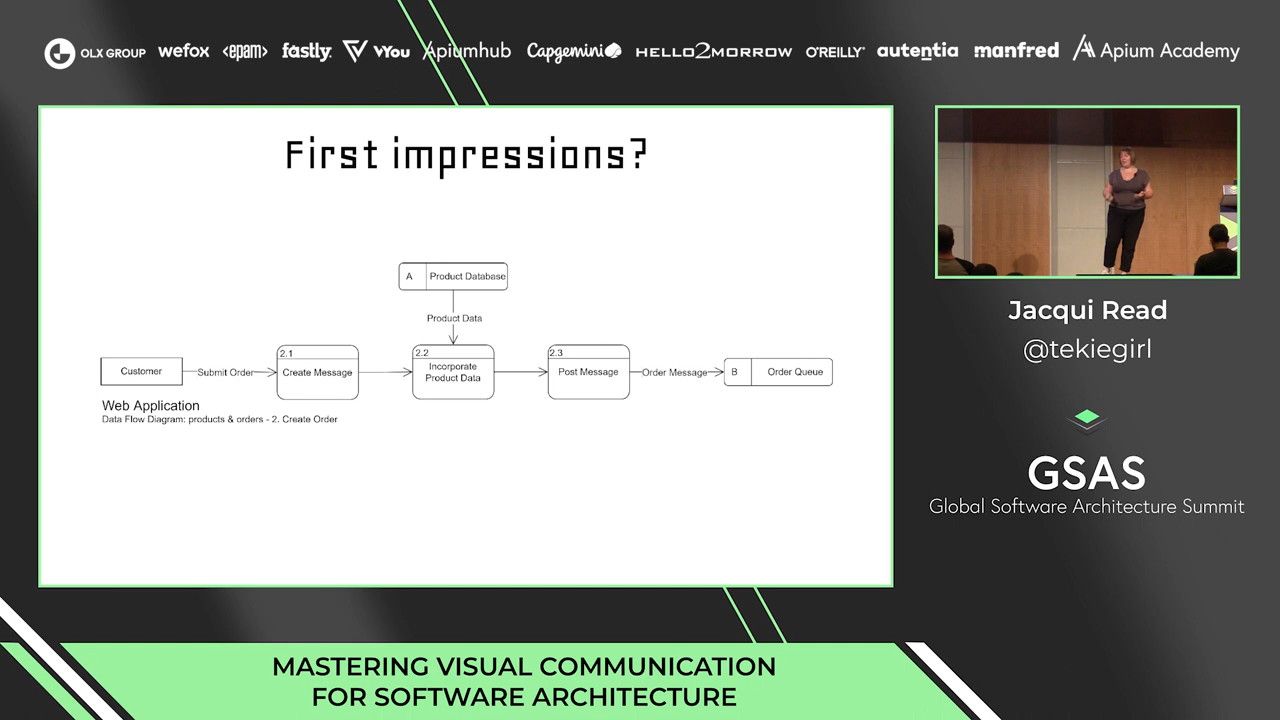 OLX GROUP wefox <epam> fastly. vYou Apiumhub Capgemini HELLO2MORROW O'REILLY autentia manfred Apium Academy
First impressions?
A Product Database
Product Data
Customer
Submit Order
2.1
Create Message
2.2
Incorporate
Product Data
2.3
Post Message
Order Message
B Order Queue
Web Application
Data Flow Diagram: products & orders - 2. Create Order
Jacqui Read
@tekiegirl
GSAS
Global Software Architecture Summit
MASTERING VISUAL COMMUNICATION
FOR SOFTWARE ARCHITECTURE